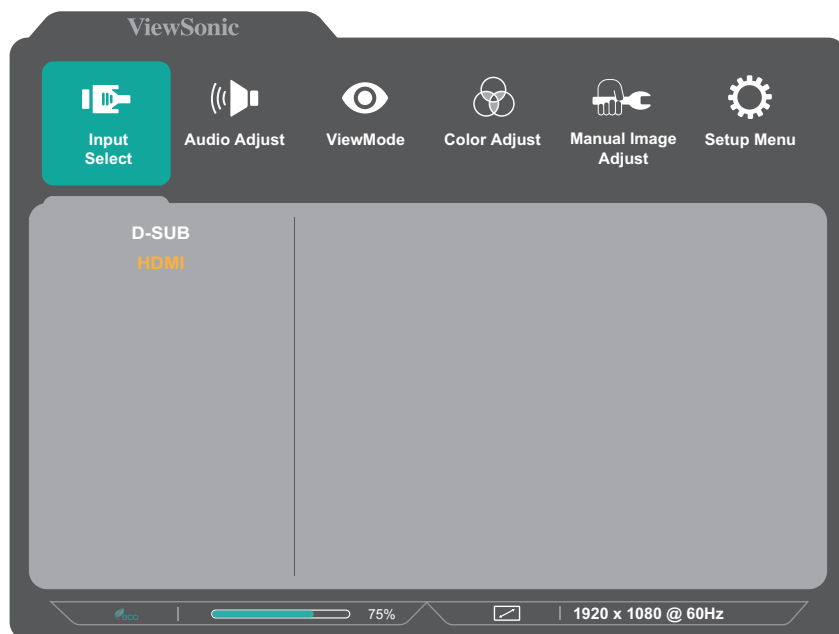 ViewSonic
Input
Select
Audio Adjust
ViewMode
Color Adjust
Manual Image
Adjust
Setup Menu
D-SUB
HDMI
eco
75%
1920 x 1080 @ 60Hz